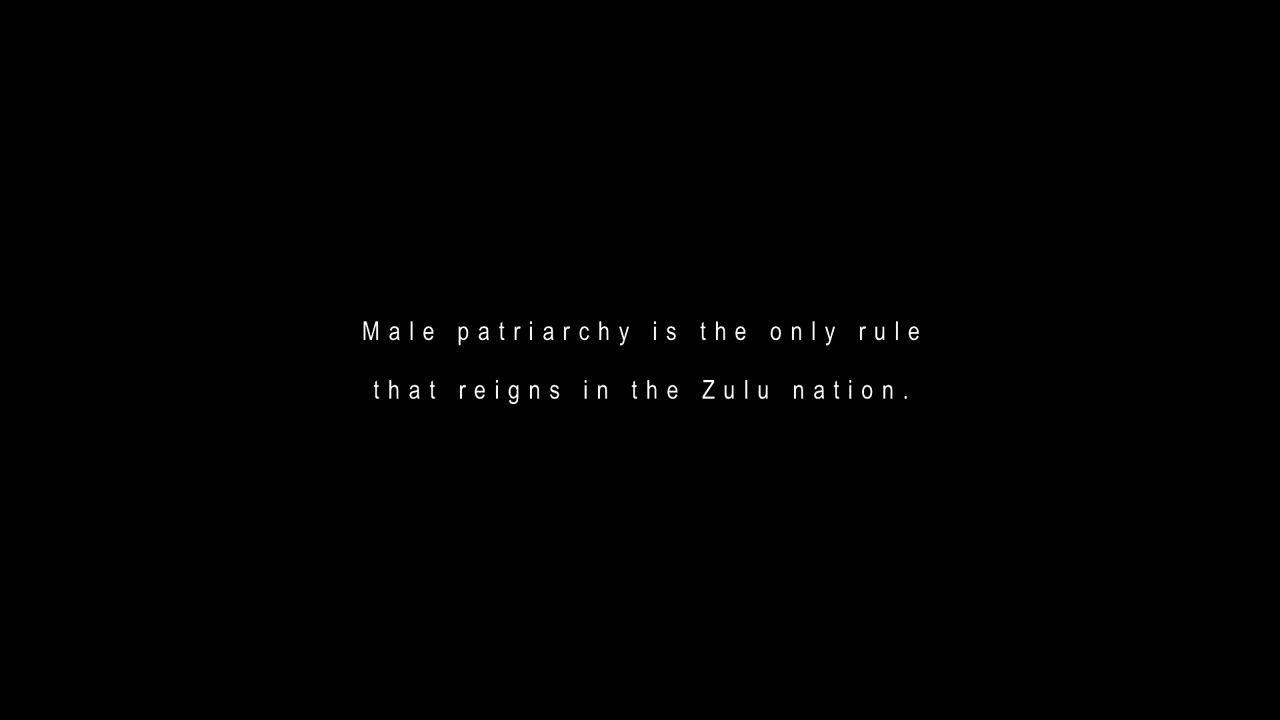 Male patriarchy is the only rule
that reigns in the Zulu nation.